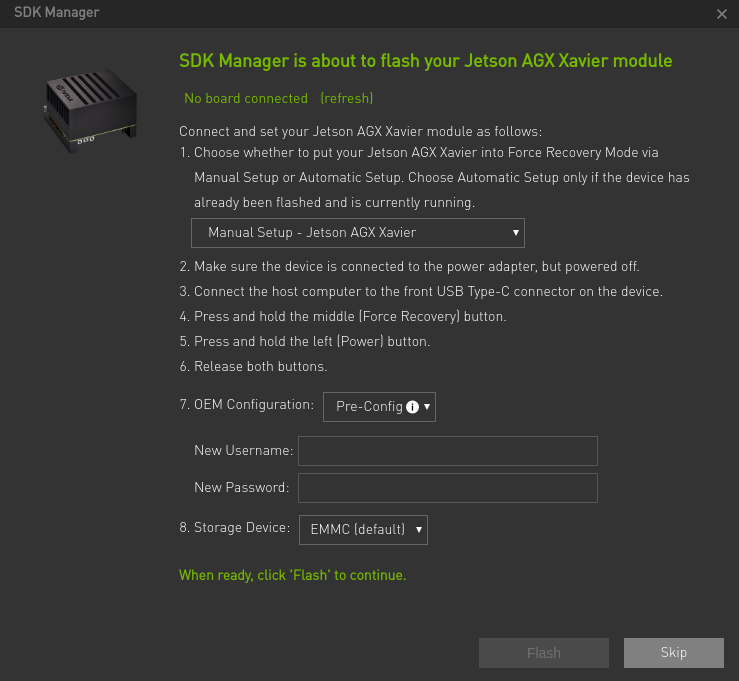 SDK Manager
SDK Manager is about to flash your Jetson AGX Xavier module
No board connected (refresh)
Connect and set your Jetson AGX Xavier module as follows:
1. Choose whether to put your Jetson AGX Xavier into Force Recovery Mode via
Manual Setup or Automatic Setup. Choose Automatic Setup only if the device has
already been flashed and is currently running.
Manual Setup - Jetson AGX Xavier
2. Make sure the device is connected to the power adapter, but powered off.
3. Connect the host computer to the front USB Type-C connector on the device.
4. Press and hold the middle (Force Recovery) button.
5. Press and hold the left (Power) button.
6. Release both buttons.
7. OEM Configuration: Pre-Config
New Username:
New Password:
8. Storage Device: EMMC (default)
When ready, click 'Flash' to continue.
Flash Skip